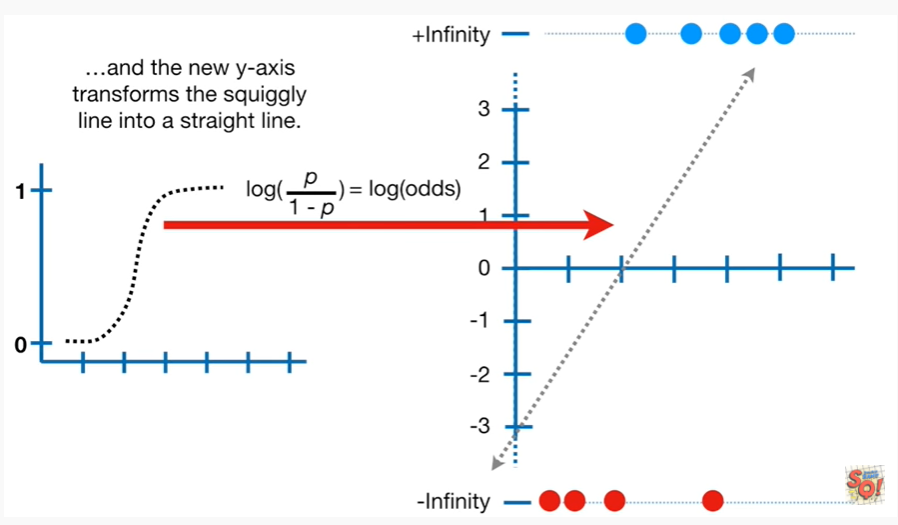 +Infinity
…and the new y-axis
transforms the squiggly
line into a straight line.
1
0
log(p/1 - p) = log(odds)
3
2
1
0
-1
-2
-3
-Infinity
SQ!